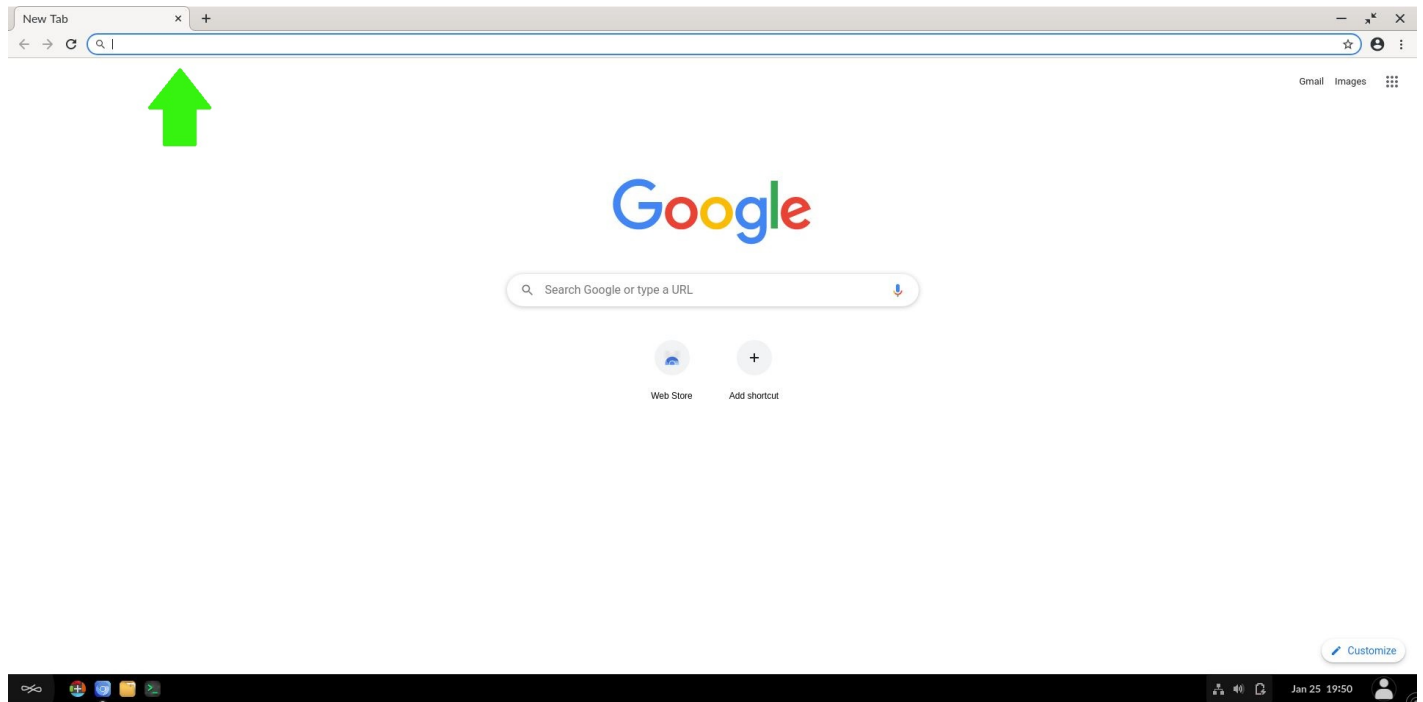 New Tab
Gmail Images
Google
Search Google or type a URL
Web Store Add shortcut
Customize
Jan 25 19:50